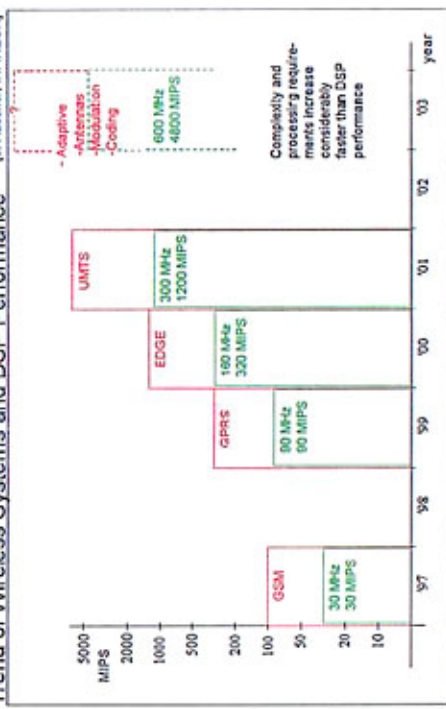 Trend of Wireless Systems and DSP Performance
- Adaptive
-Antennas
-Modulation
-Coding
600 MHz
4800 MIPS
Complexity and
processing require-
ments increase
considerably
faster than DSP
performance
UMTS
300 MHz
1200 MIPS
EDGE
160 MHz
320 MIPS
GPRS
90 MHz
90 MIPS
GSM
30 MHz
30 MIPS
5000
MIPS
2000
1000
500
200
100
50
20
10
'97
'98
'99
'00
'01
'02
'03
year